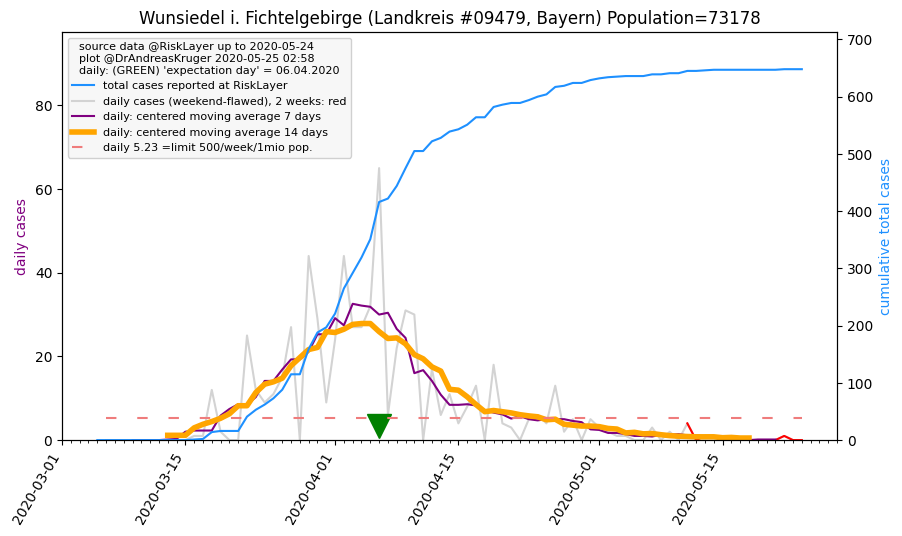 Wunsiedel i. Fichtelgebirge (Landkreis #09479, Bayern) Population=73178
source data @RiskLayer up to 2020-05-24
plot @DrAndreasKruger 2020-05-25 02:58
daily: (GREEN) 'expectation day' = 06.04.2020
total cases reported at RiskLayer
daily cases (weekend-flawed), 2 weeks: red
daily: centered moving average 7 days
daily: centered moving average 14 days
daily 5.23 =limit 500/week/1mio pop.
daily cases
80
60
40
20
0
cumulative total cases
700
600
500
400
300
200
100
0
2020-03-01
2020-03-15
2020-04-01
2020-04-15
2020-05-01
2020-05-15